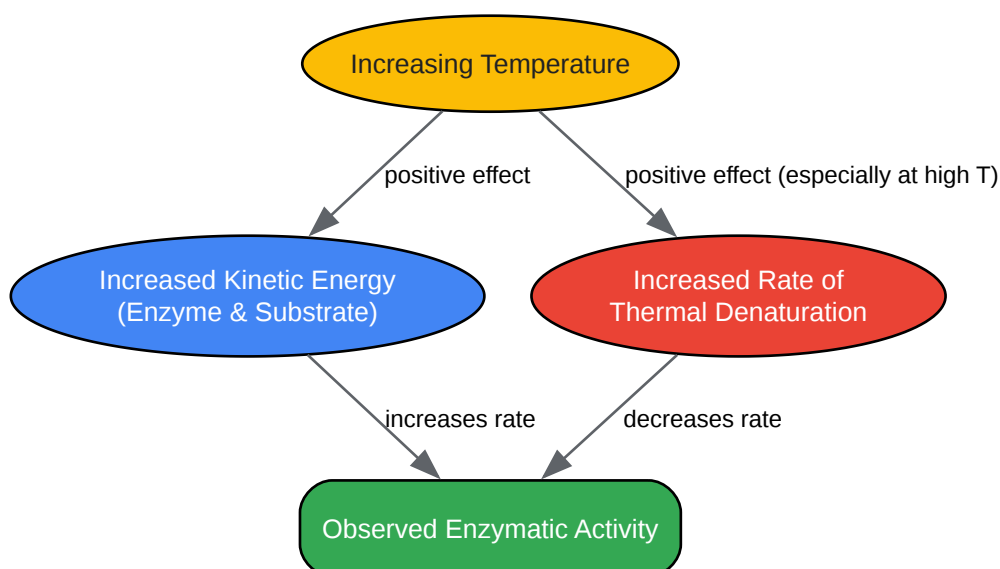 Increasing Temperature
positive effect
positive effect (especially at high T)
Increased Kinetic Energy
(Enzyme & Substrate)
Increased Rate of
Thermal Denaturation
increases rate
decreases rate
Observed Enzymatic Activity